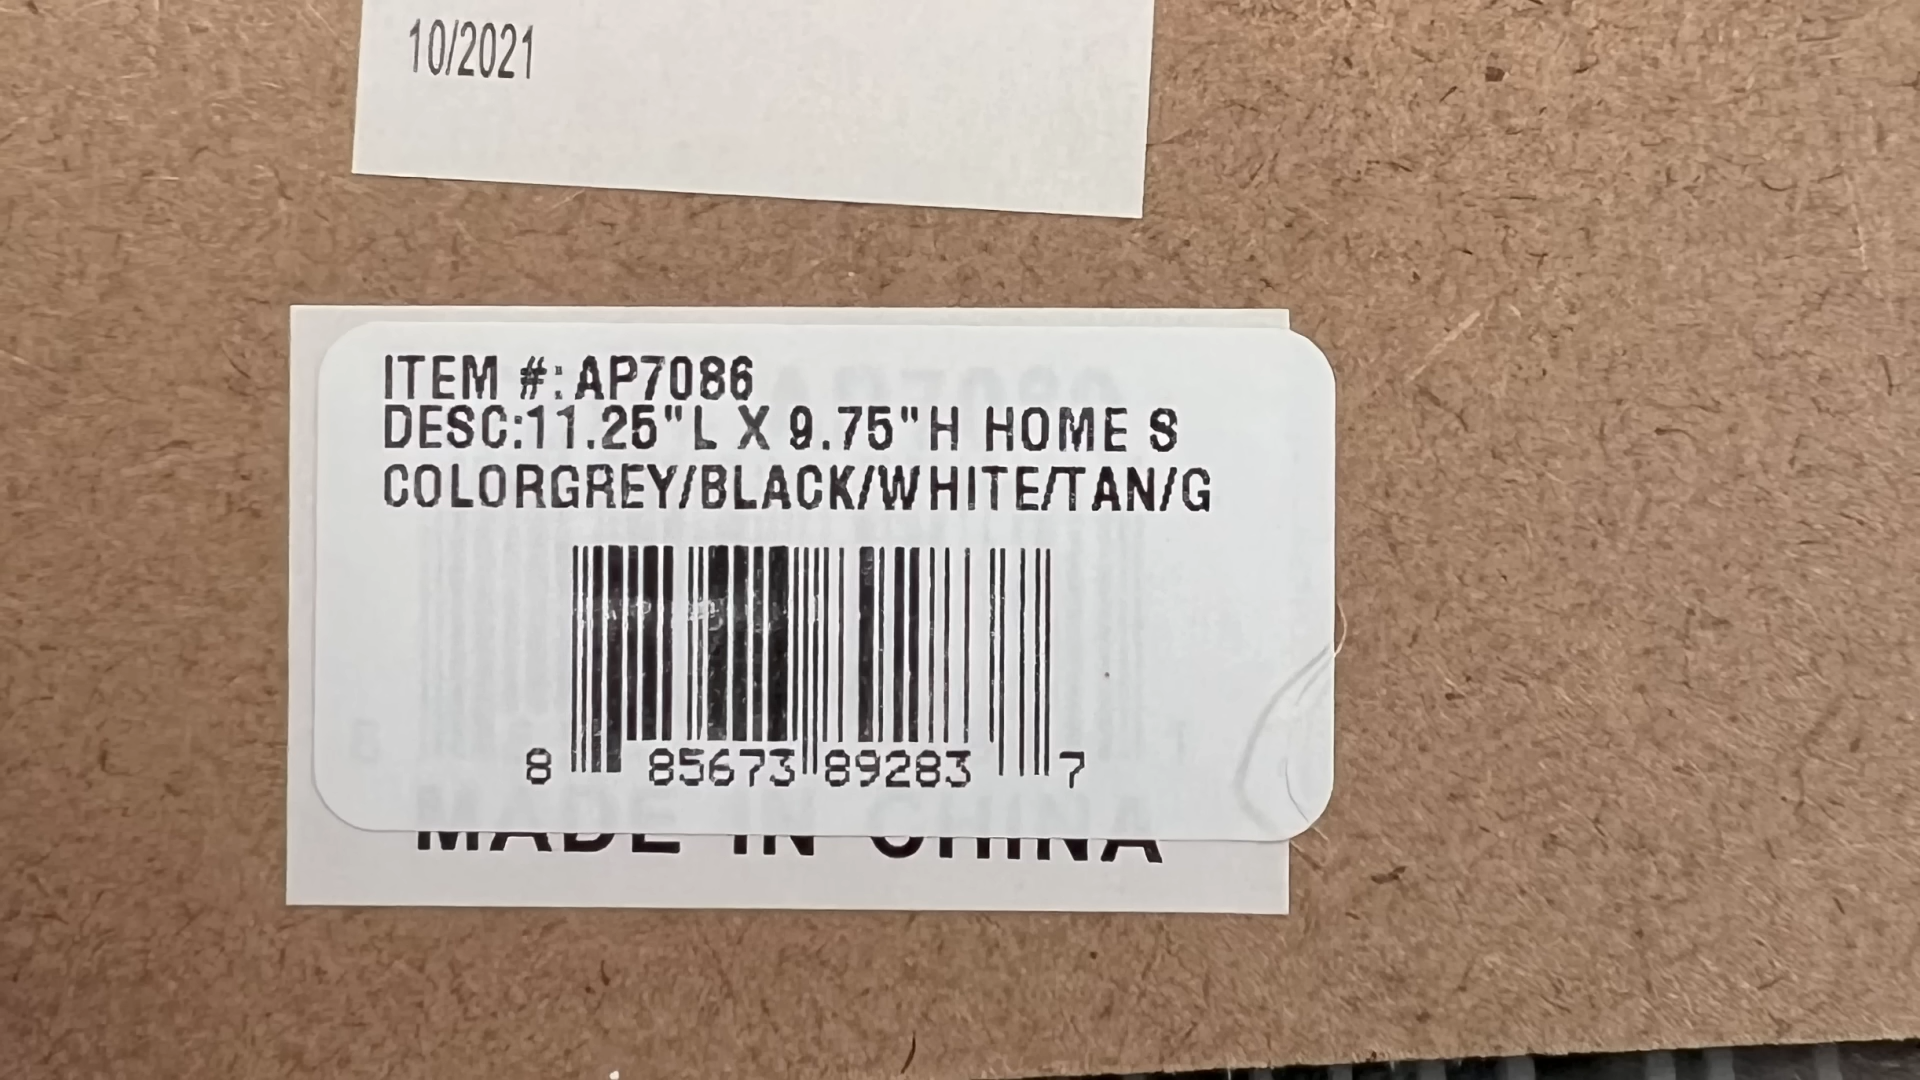 10/2021
ITEM #: AP7086
DESC:11.25"L X 9.75"H HOME S
COLORGREY/BLACK/WHITE/TAN/G
8 85673 89283 7
MADE IN CHINA